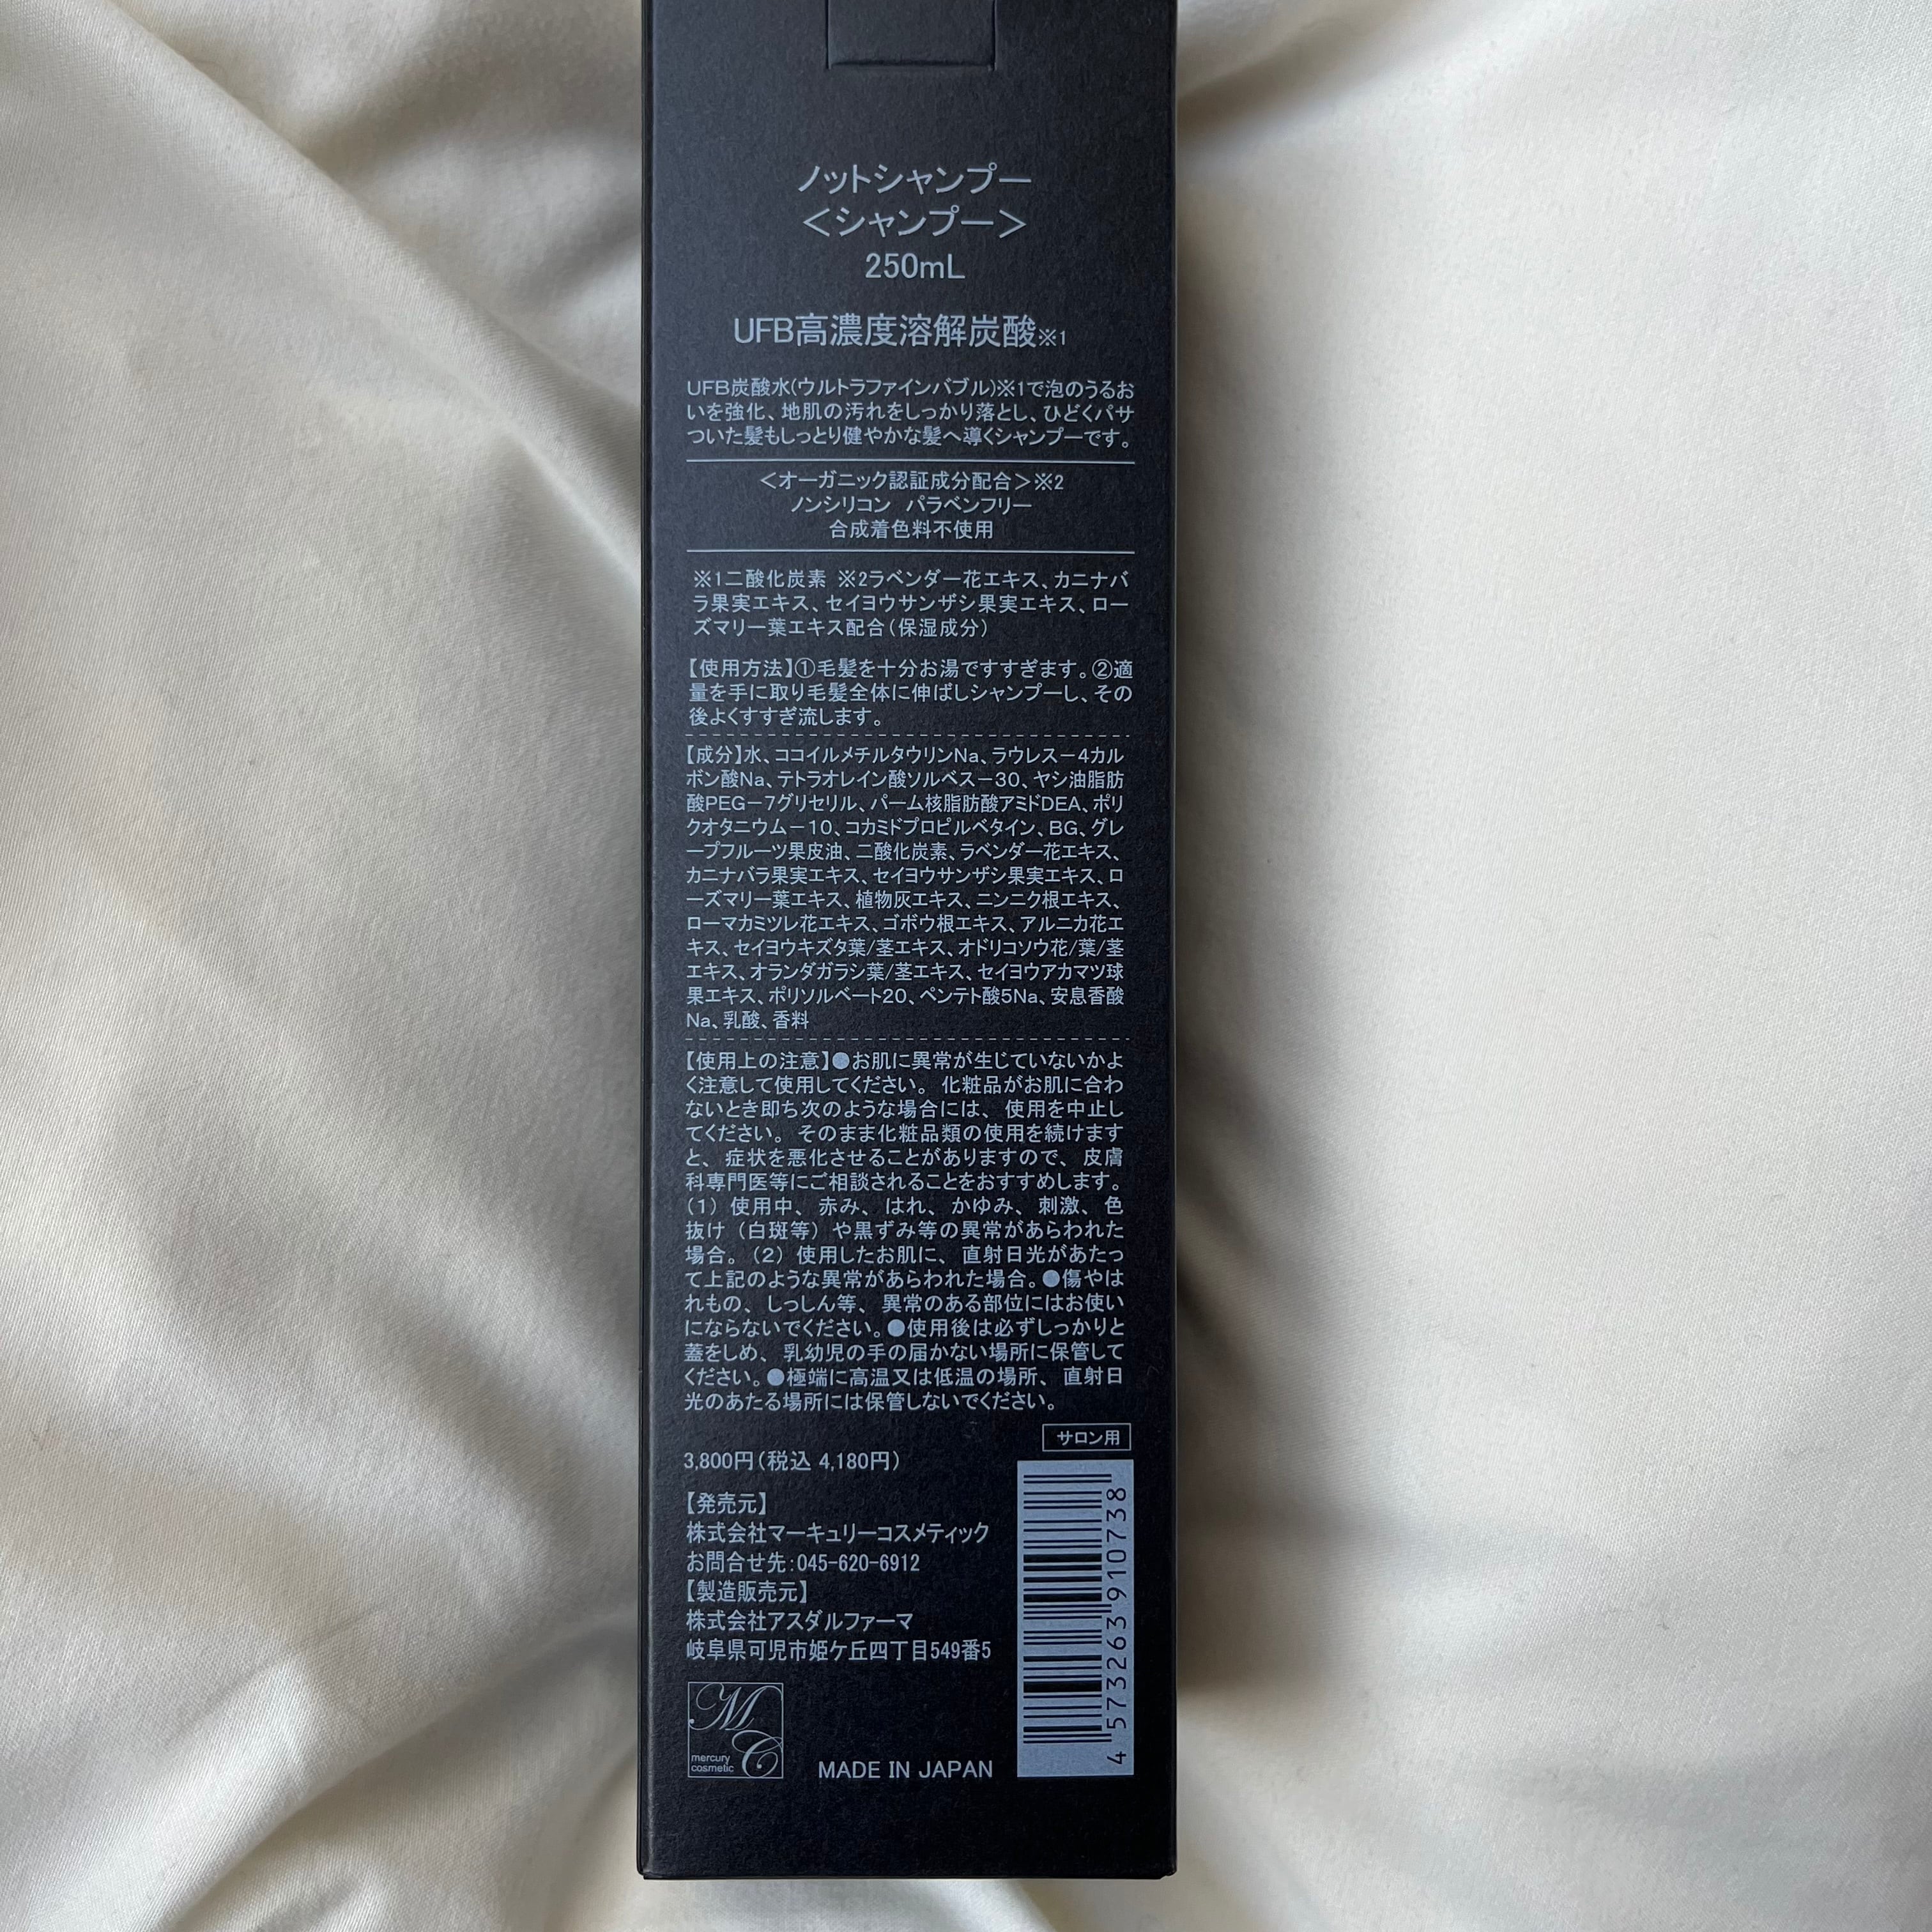 ノットシャンプー
＜シャンプー＞
250mL
UFB高濃度溶解炭酸※1
UFB炭酸水(ウルトラファインバブル)※1で泡のうるお
いを強化、地肌の汚れをしっかり落とし、ひどくパサ
ついた髪もしっとり健やかな髪へ導くシャンプーです。
＜オーガニック認証成分配合＞※2
ノンシリコン　パラベンフリー
合成着色料不使用
※1二酸化炭素 ※2ラベンダー花エキス、カニナバ
ラ果実エキス、セイヨウサンザシ果実エキス、ロー
ズマリー葉エキス配合（保湿成分）
【使用方法】①毛髪を十分お湯ですすぎます。②適
量を手に取り毛髪全体に伸ばしシャンプーし、その
後よくすすぎ流します。
【成分】水、ココイルメチルタウリンNa、ラウレス－4カル
ボン酸Na、テトラオレイン酸ソルベス－30、ヤシ油脂肪
酸PEG－7グリセリル、パーム核脂肪酸アミドDEA、ポリ
クオタニウム－10、コカミドプロピルベタイン、BG、グレ
ープフルーツ果皮油、二酸化炭素、ラベンダー花エキス、
カニナバラ果実エキス、セイヨウサンザシ果実エキス、ロ
ーズマリー葉エキス、植物灰エキス、ニンニク根エキス、
ローマカミツレ花エキス、ゴボウ根エキス、アルニカ花エ
キス、セイヨウキズタ葉/茎エキス、オドリコソウ花/葉/茎
エキス、オランダガラシ葉/茎エキス、セイヨウアカマツ球
果エキス、ポリソルベート20、ペンテト酸5Na、安息香酸
Na、乳酸、香料
【使用上の注意】●お肌に異常が生じていないかよ
く注意して使用してください。化粧品がお肌に合わ
ないとき即ち次のような場合には、使用を中止し
てください。そのまま化粧品類の使用を続けます
と、症状を悪化させることがありますので、皮膚
科専門医等にご相談されることをおすすめします。
（1）使用中、赤み、はれ、かゆみ、刺激、色
抜け（白斑等）や黒ずみ等の異常があらわれた
場合。（2）使用したお肌に、直射日光があたっ
て上記のような異常があらわれた場合。●傷やは
れもの、しっしん等、異常のある部位にはお使い
にならないでください。●使用後は必ずしっかりと
蓋をしめ、乳幼児の手の届かない場所に保管して
ください。●極端に高温又は低温の場所、直射日
光のあたる場所には保管しないでください。
サロン用
3,800円（税込 4,180円）
【発売元】
株式会社マーキュリーコスメティック
お問合せ先：045-620-6912
【製造販売元】
株式会社アスダルファーマ
岐阜県可児市姫ケ丘四丁目549番5
4573263910738
MC
mercury
cosmetic
MADE IN JAPAN